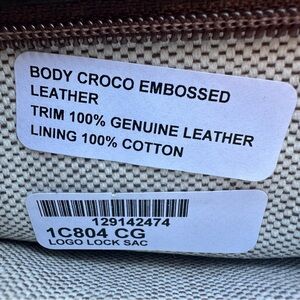 BODY CROCO EMBOSSED
LEATHER
TRIM 100% GENUINE LEATHER
LINING 100% COTTON
129142474
1C804 CG
LOGO LOCK SAC